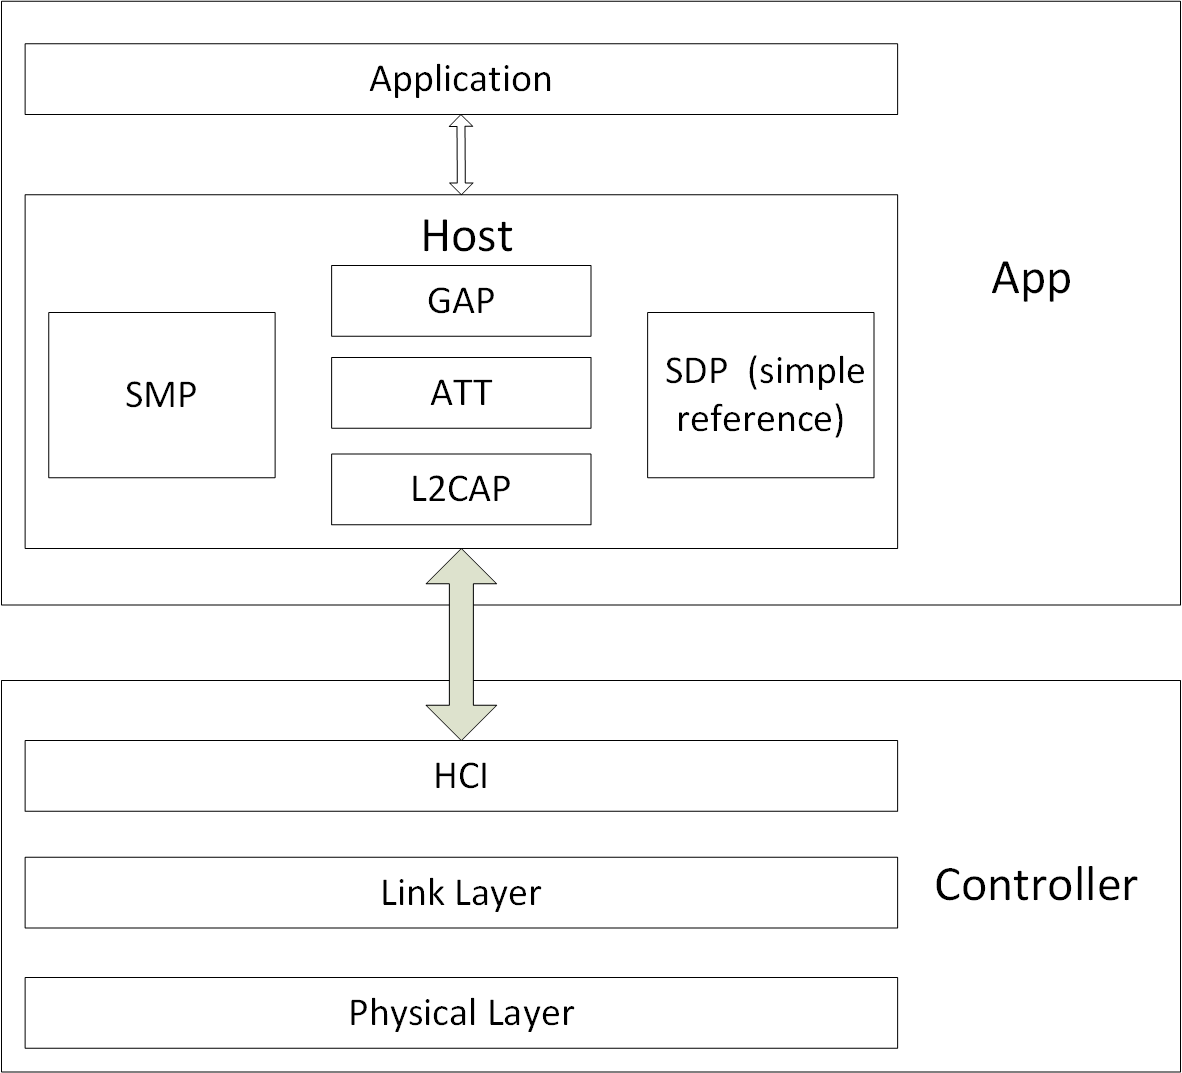 Application
Host
GAP
App
SMP
ATT
SDP (simple
reference)
L2CAP
HCI
Link Layer
Controller
Physical Layer